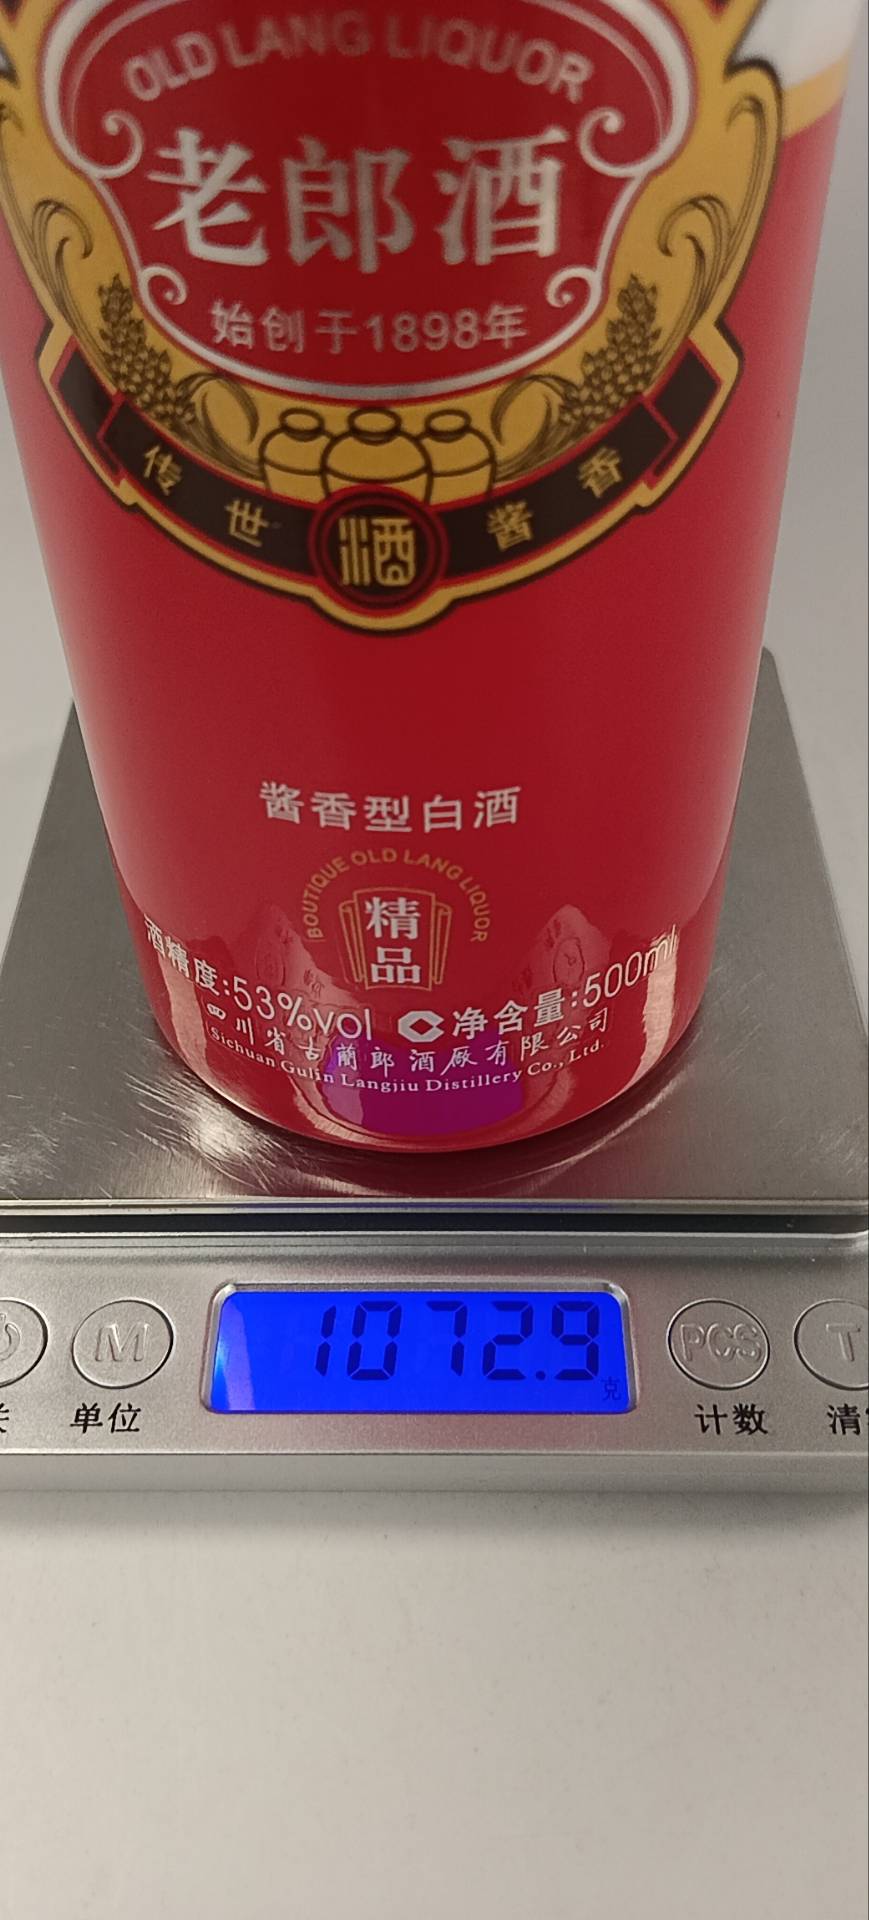 OLD LANG LIQUOR
老郎酒
始创于1898年
传世酒酱香
酱香型白酒
BOUTIQUE OLD LANG LIQUOR
精品
酒精度:53%vol 净含量:500ml
四川省古蔺郎酒厰有限公司
Sichuan Gulin Langjiu Distillery Co., Ltd.
1072.9
克
M PCS T
单位 计数 清